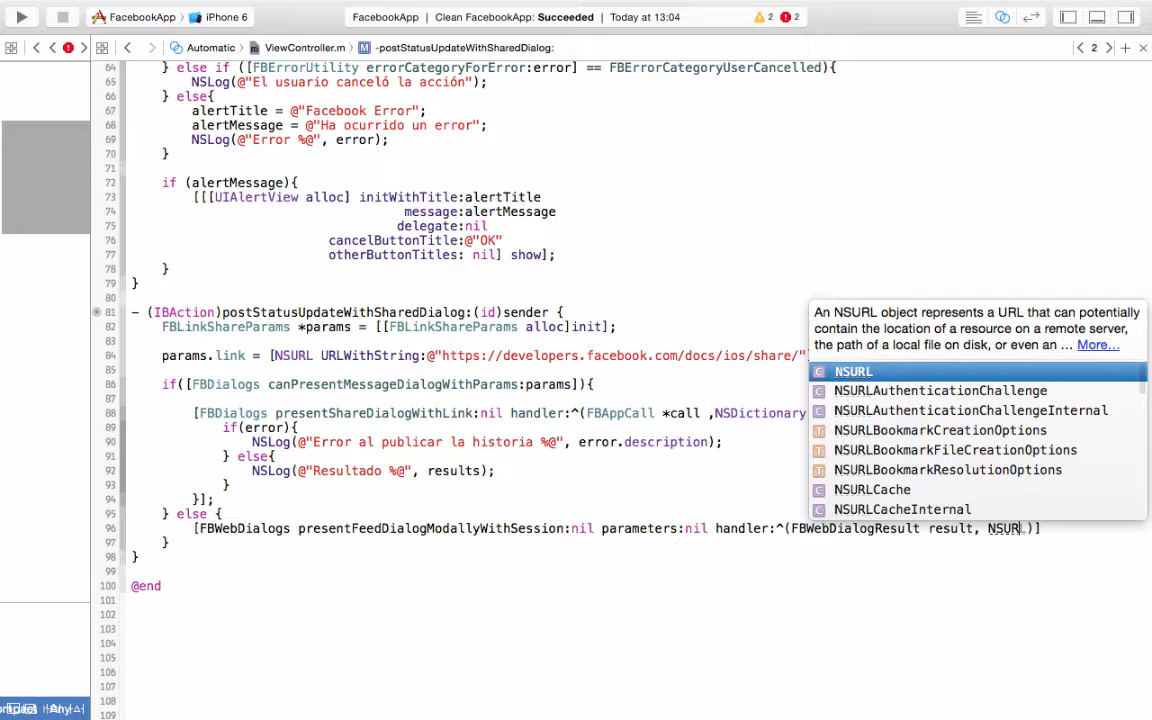 FacebookApp 〉 iPhone 6
FacebookApp | Clean FacebookApp: Succeeded | Today at 13:04
2 2
Automatic 〉 ViewController.m 〉 M -postStatusUpdateWithSharedDialog:
2
64 } else if ([FBErrorUtility errorCategoryForError:error] == FBErrorCategoryUserCancelled){
65 NSLog(@"El usuario canceló la acción");
66 } else{
67 alertTitle = @"Facebook Error";
68 alertMessage = @"Ha ocurrido un error";
69 NSLog(@"Error %@", error);
70 }
71
72 if (alertMessage){
73 [[[UIAlertView alloc] initWithTitle:alertTitle
74 message:alertMessage
75 delegate:nil
76 cancelButtonTitle:@"OK"
77 otherButtonTitles: nil] show];
78 }
79 }
80
81 - (IBAction)postStatusUpdateWithSharedDialog:(id)sender {
82 FBLinkShareParams *params = [[FBLinkShareParams alloc]init];
83
84 params.link = [NSURL URLWithString:@"https://developers.facebook.com/docs/ios/share/"]
85
86 if([FBDialogs canPresentMessageDialogWithParams:params]){
87
88 [FBDialogs presentShareDialogWithLink:nil handler:^(FBAppCall *call ,NSDictionary
89 if(error){
90 NSLog(@"Error al publicar la historia %@", error.description);
91 } else{
92 NSLog(@"Resultado %@", results);
93 }
94 }];
95 } else {
96 [FBWebDialogs presentFeedDialogModallyWithSession:nil parameters:nil handler:^(FBWebDialogResult result, NSUR)]
97 }
98 }
99
100 @end
101
102
103
104
105
106
107
108
109
An NSURL object represents a URL that can potentially
contain the location of a resource on a remote server,
the path of a local file on disk, or even an … More…
C NSURL
C NSURLAuthenticationChallenge
C NSURLAuthenticationChallengeInternal
T NSURLBookmarkCreationOptions
T NSURLBookmarkFileCreationOptions
T NSURLBookmarkResolutionOptions
C NSURLCache
C NSURLCacheInternal